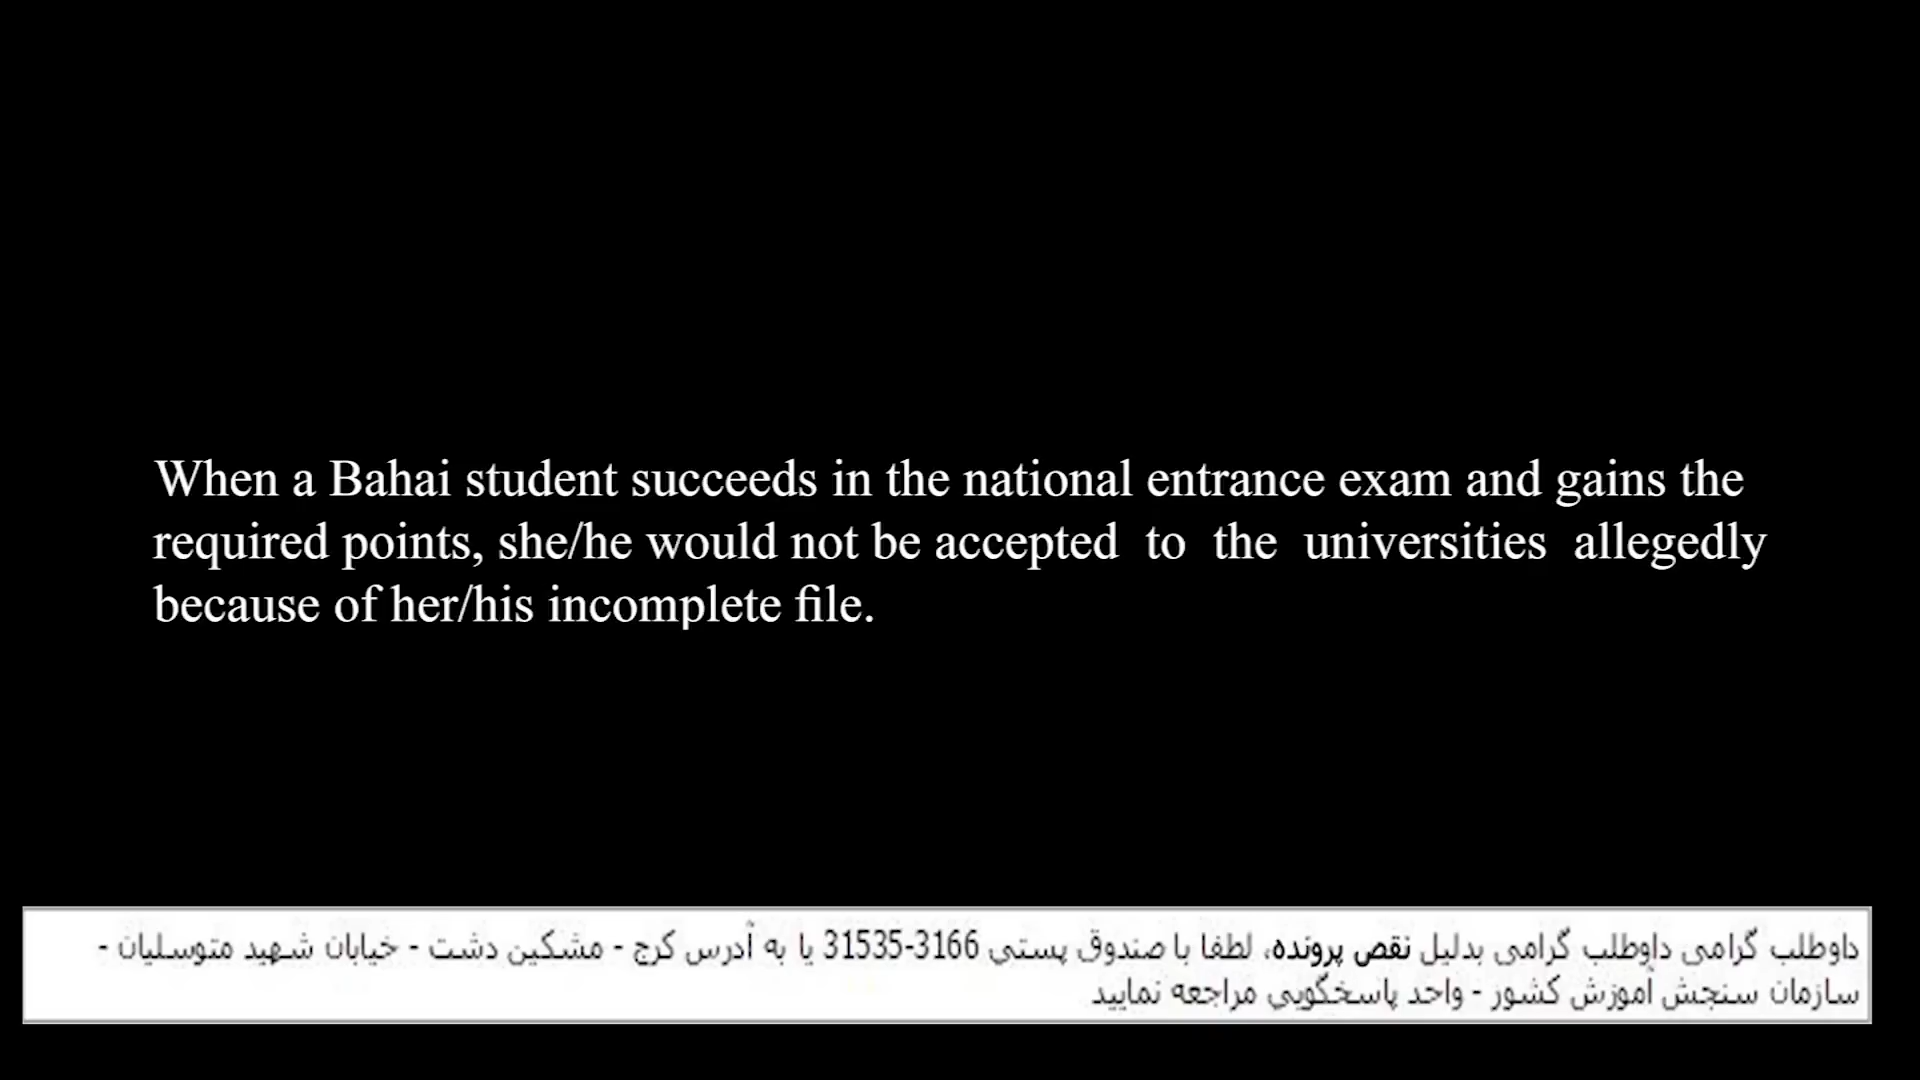 When a Bahai student succeeds in the national entrance exam and gains the
required points, she/he would not be accepted to the universities allegedly
because of her/his incomplete file.
داوطلب گرامی داوطلب گرامی بدلیل نقص پرونده، لطفا با صندوق پستی 3166-31535 یا به آدرس کرج - مشکین دشت - خیابان شهید متوسلیان -
سازمان سنجش آموزش کشور - واحد پاسخگویی مراجعه نمایید